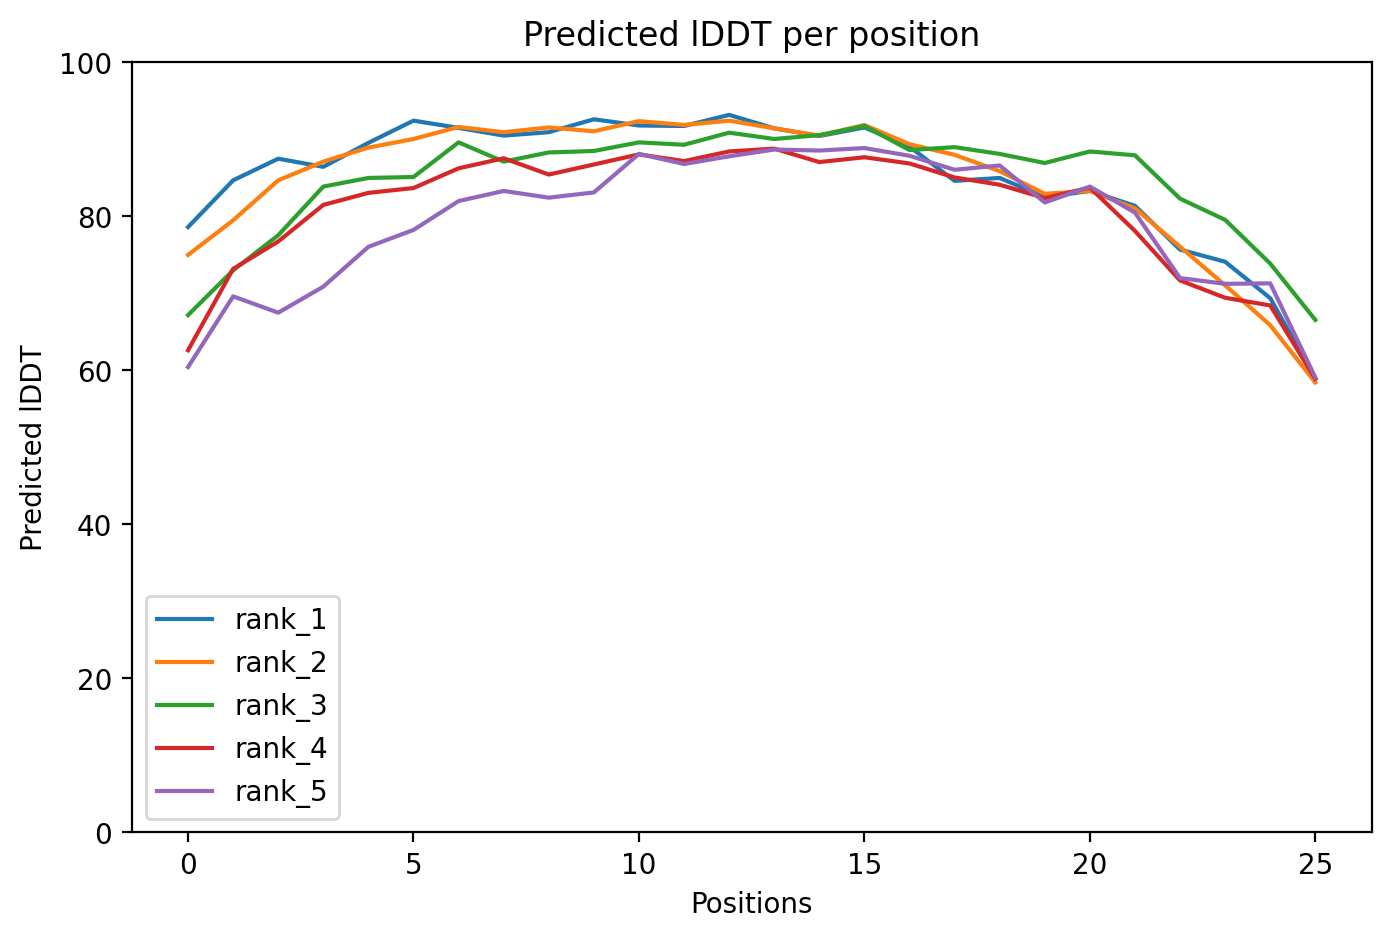 Predicted lDDT per position
Predicted lDDT
100
80
60
40
20
0
rank_1
rank_2
rank_3
rank_4
rank_5
0 5 10 15 20 25
Positions